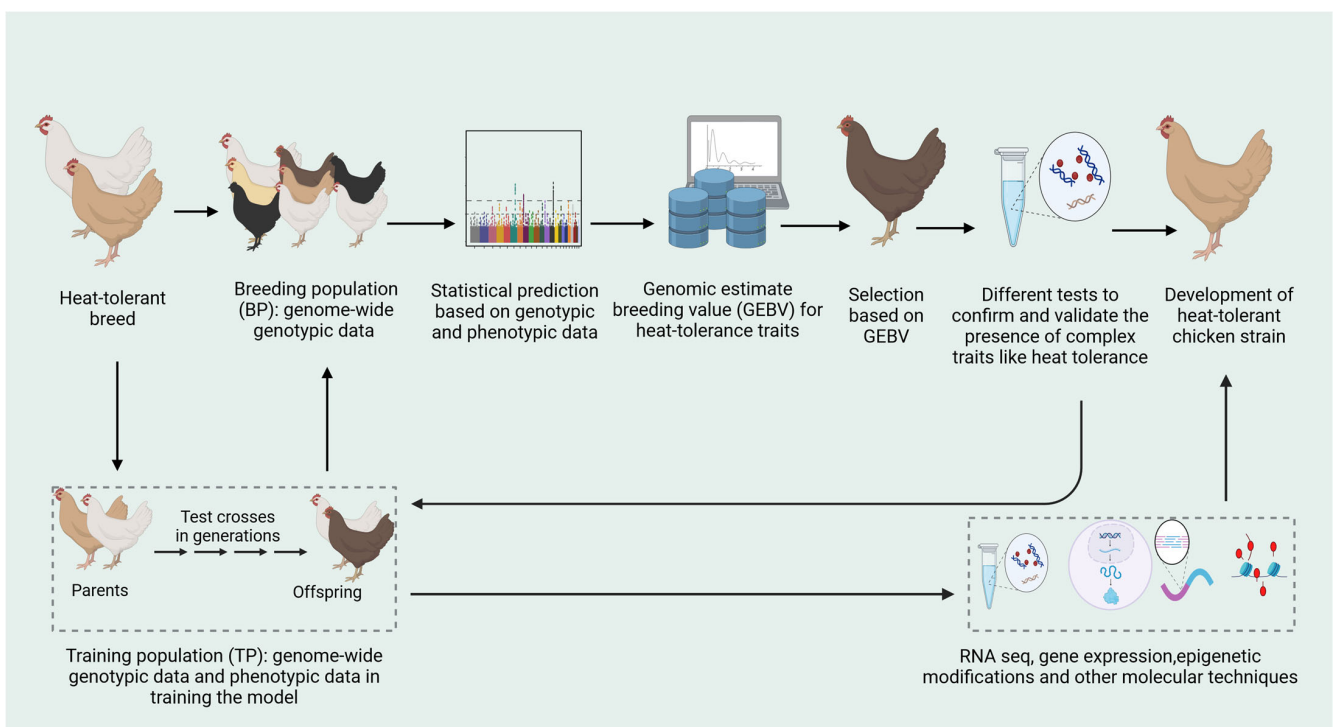 Heat-tolerant
breed
Breeding population
(BP): genome-wide
genotypic data
Statistical prediction
based on genotypic
and phenotypic data
Genomic estimate
breeding value (GEBV) for
heat-tolerance traits
Selection
based on
GEBV
Different tests to
confirm and validate the
presence of complex
traits like heat tolerance
Development of
heat-tolerant
chicken strain
Test crosses
in generations
Parents
Offspring
Training population (TP): genome-wide
genotypic data and phenotypic data in
training the model
RNA seq, gene expression,epigenetic
modifications and other molecular techniques